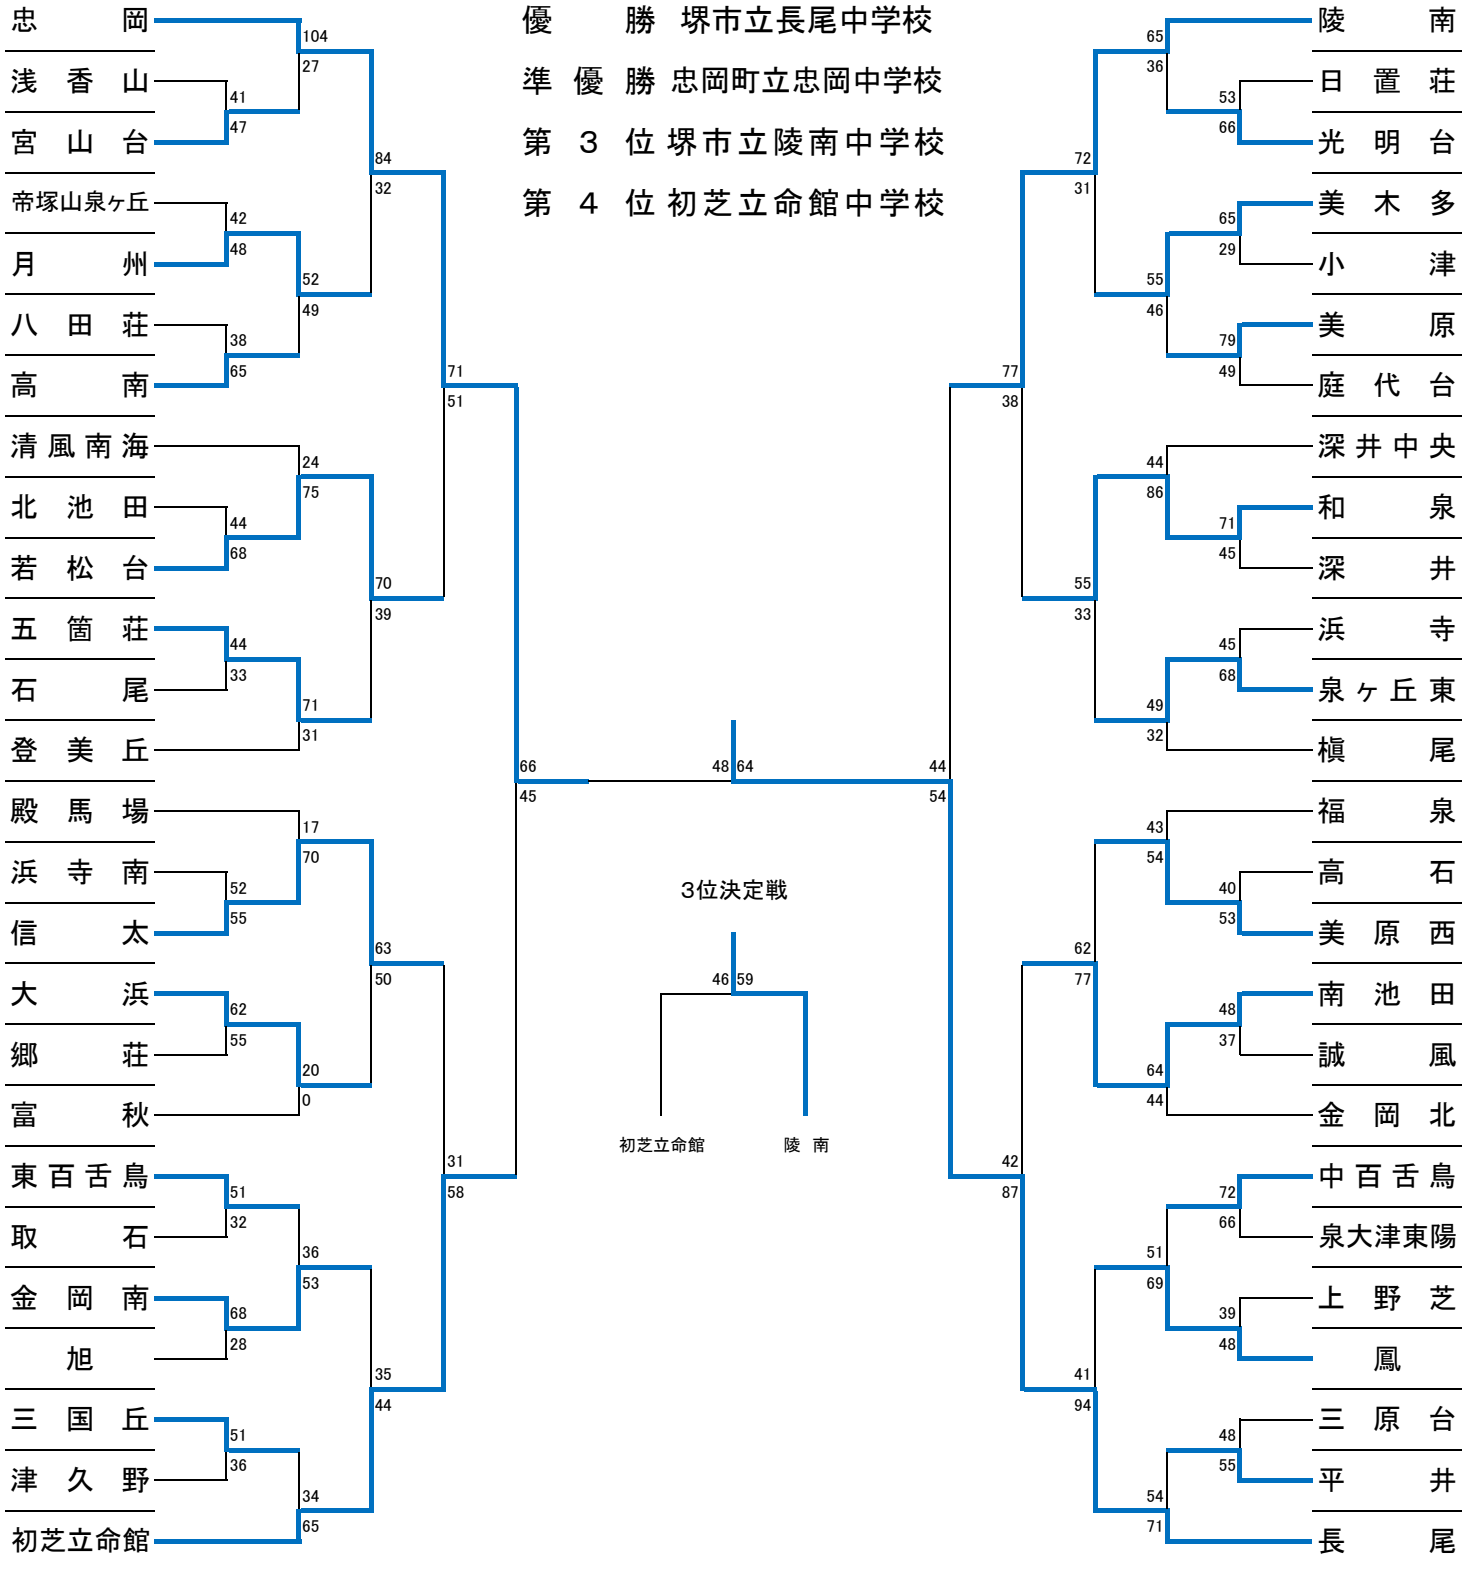 優 勝 堺市立長尾中学校
準 優 勝 忠岡町立忠岡中学校
第 3 位 堺市立陵南中学校
第 4 位 初芝立命館中学校
忠 岡
104
27
浅 香 山
41
47
宮 山 台
84
32
帝塚山泉ヶ丘
42
48
月 州
52
49
八 田 荘
38
65
高 南
71
51
清 風 南 海
24
75
北 池 田
44
68
若 松 台
70
39
五 箇 荘
44
33
石 尾
71
31
登 美 丘
66
45
殿 馬 場
17
70
浜 寺 南
52
55
信 太
63
50
大 浜
62
55
郷 荘
20
0
富 秋
31
58
東 百 舌 鳥
51
32
取 石
36
53
金 岡 南
68
28
旭
35
44
三 国 丘
51
36
津 久 野
34
65
初芝立命館
48 64
3位決定戦
46 59
初芝立命館 陵 南
陵 南
65
36
日 置 荘
53
66
光 明 台
72
31
美 木 多
65
29
小 津
55
46
美 原
79
49
庭 代 台
77
38
深 井 中 央
44
86
和 泉
71
45
深 井
55
33
浜 寺
45
68
泉 ヶ 丘 東
49
32
槇 尾
44
54
福 泉
43
54
高 石
40
53
美 原 西
62
77
南 池 田
48
37
誠 風
64
44
金 岡 北
42
87
中 百 舌 鳥
72
66
泉大津東陽
51
69
上 野 芝
39
48
鳳
41
94
三 原 台
48
55
平 井
54
71
長 尾